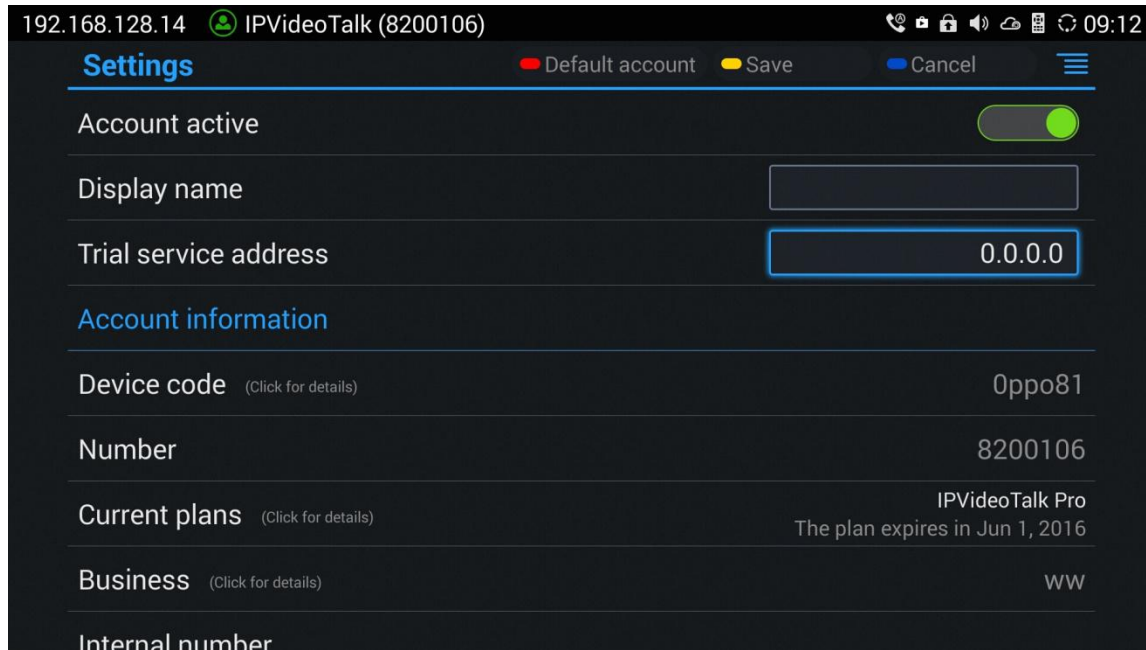 192.168.128.14 IPVideoTalk (8200106) 09:12
Settings Default account Save Cancel
Account active
Display name
Trial service address 0.0.0.0
Account information
Device code (Click for details) 0ppo81
Number 8200106
Current plans (Click for details) IPVideoTalk Pro
The plan expires in Jun 1, 2016
Business (Click for details) ww
Internal number